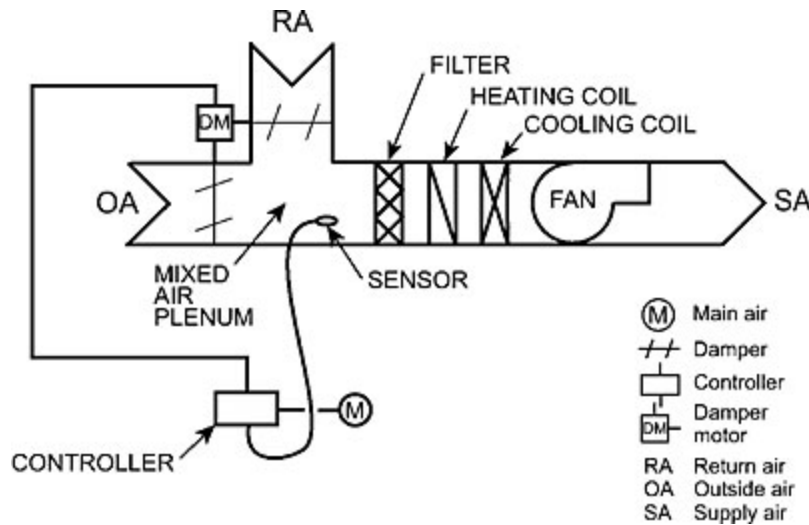 RA
FILTER
HEATING COIL
COOLING COIL
DM
OA
FAN
SA
MIXED
AIR
PLENUM
SENSOR
M
CONTROLLER
M Main air
Damper
Controller
DM Damper
motor
RA Return air
OA Outside air
SA Supply air